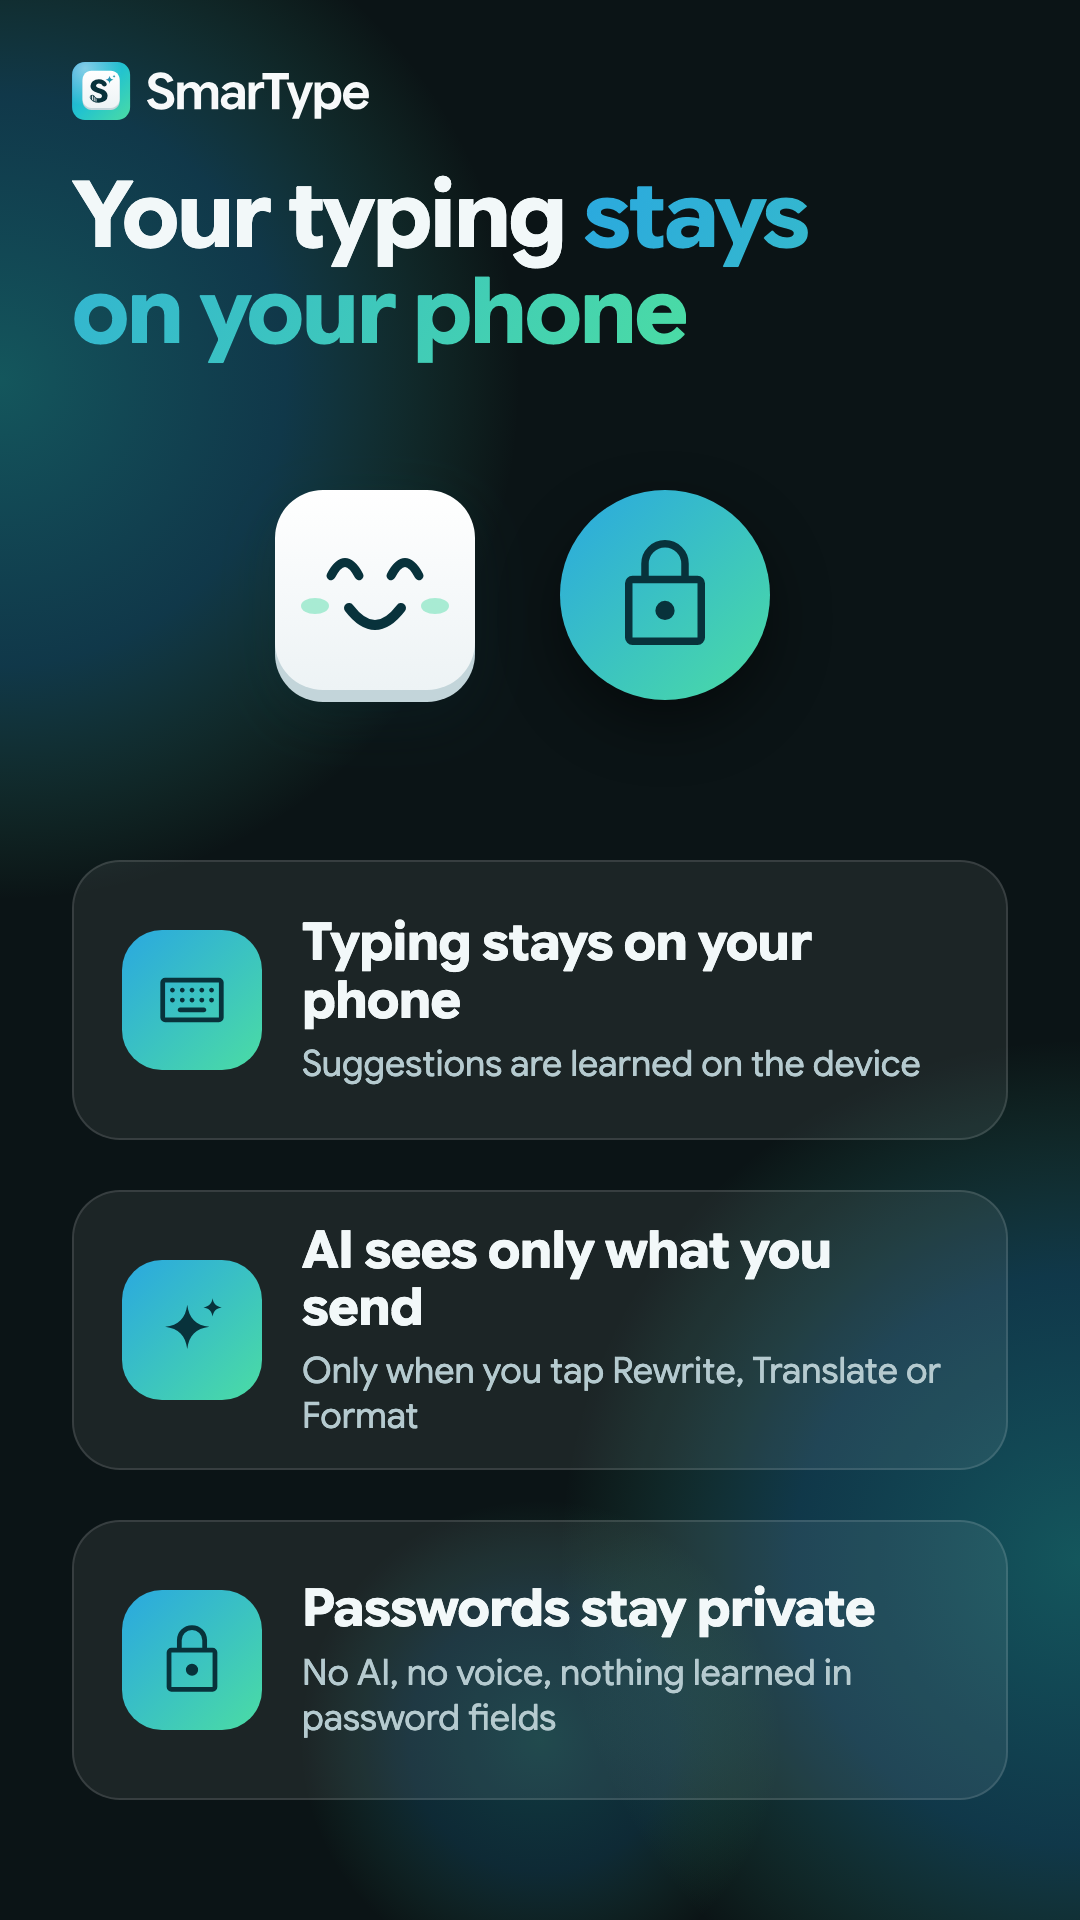 S
SmarType
Your typing stays
on your phone
Typing stays on your
phone
Suggestions are learned on the device
AI sees only what you
send
Only when you tap Rewrite, Translate or
Format
Passwords stay private
No AI, no voice, nothing learned in
password fields